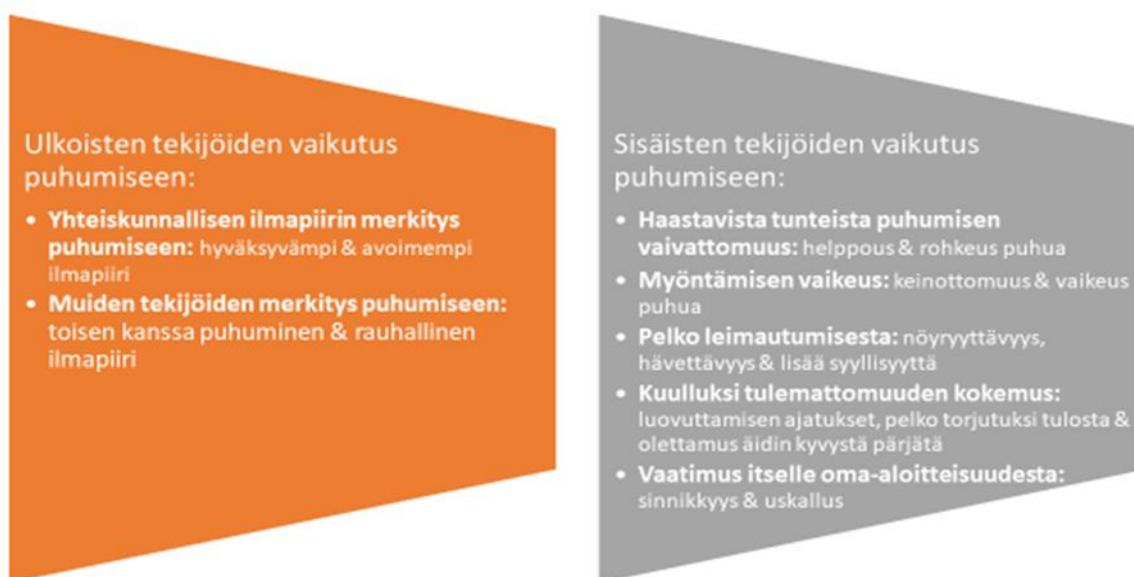 Ulkoisten tekijöiden vaikutus
puhumiseen:
• Yhteiskunnallisen ilmapiirin merkitys
puhumiseen: hyväksyvämpi & avoimempi
ilmapiiri
• Muiden tekijöiden merkitys puhumiseen:
toisen kanssa puhuminen & rauhallinen
ilmapiiri
Sisäisten tekijöiden vaikutus
puhumiseen:
• Haastavista tunteista puhumisen
vaivattomuus: helppous & rohkeus puhua
• Myöntämisen vaikeus: keinottomuus & vaikeus
puhua
• Pelko leimautumisesta: nöyryyttävyys,
hävettävyys & lisää syyllisyyttä
• Kuulluksi tulemattomuuden kokemus:
luovuttamisen ajatukset, pelko torjutuksi tulosta &
olettamus äidin kyvystä pärjätä
• Vaatimus itselle oma-aloitteisuudesta:
sinnikkyys & uskallus